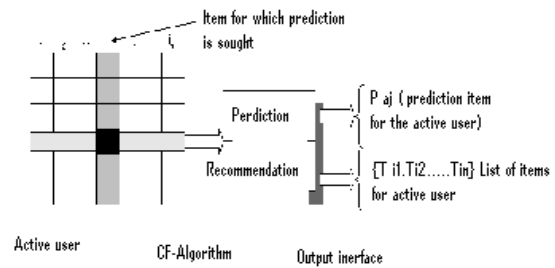 Item for which prediction
is sought
Perdiction
Recommendation
P aj ( prediction item
for the active user)
{T i1.Ti2.....Tin} List of items
for active user
Active user
CF-Algorithm
Output inerface